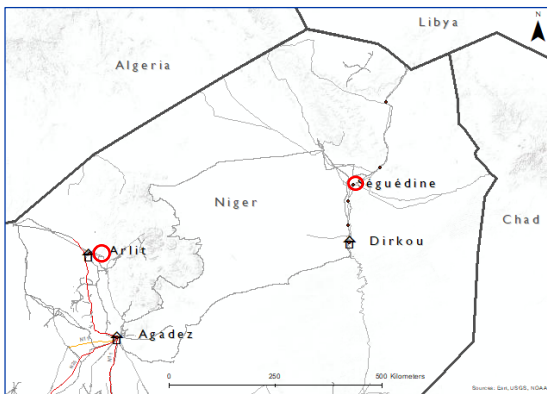 Libya
N
Algeria
Séguédine
Niger
Chad
Dirkou
Arlit
Agadez
0 250 500 Kilometers
Sources: Esri, USGS, NOAA